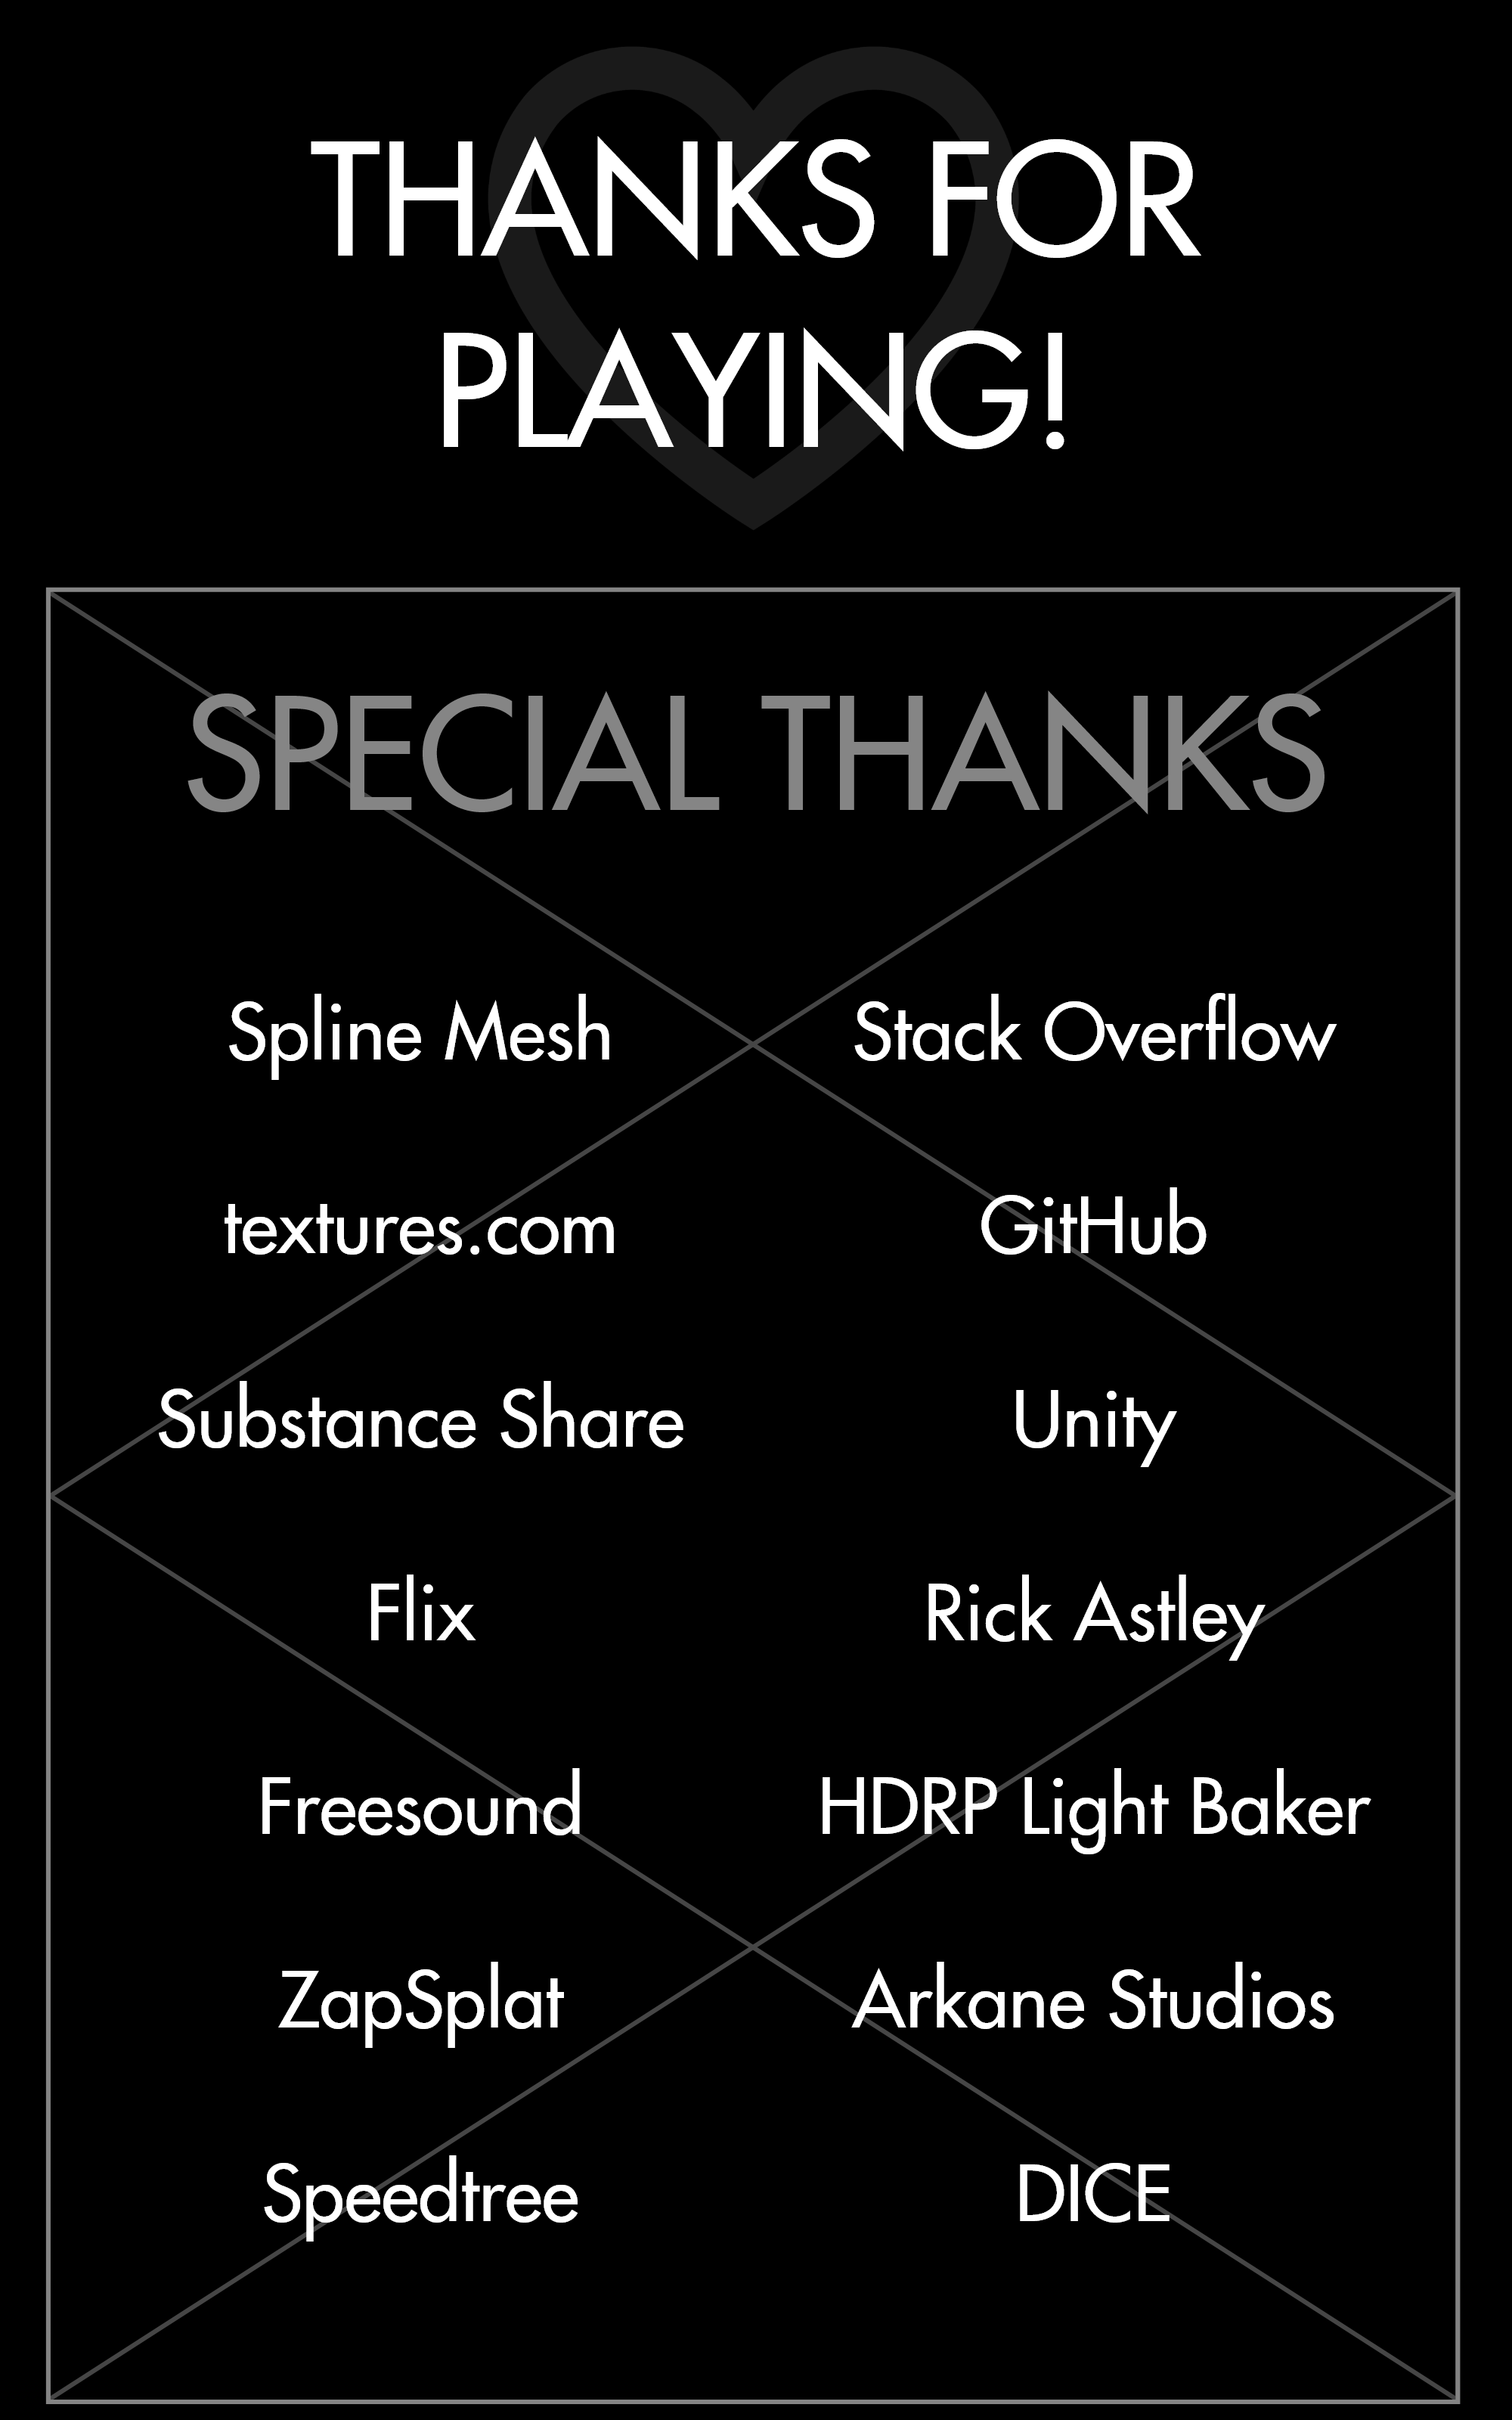 THANKS FOR
PLAYING!
SPECIAL THANKS
Spline Mesh
Stack Overflow
textures.com
GitHub
Substance Share
Unity
Flix
Rick Astley
Freesound
HDRP Light Baker
ZapSplat
Arkane Studios
Speedtree
DICE